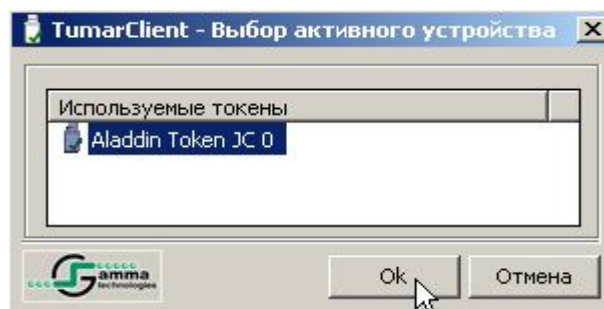 TumarClient - Выбор активного устройства
Используемые токены
Aladdin Token JC 0
Gamma
technologies
Ok
Отмена